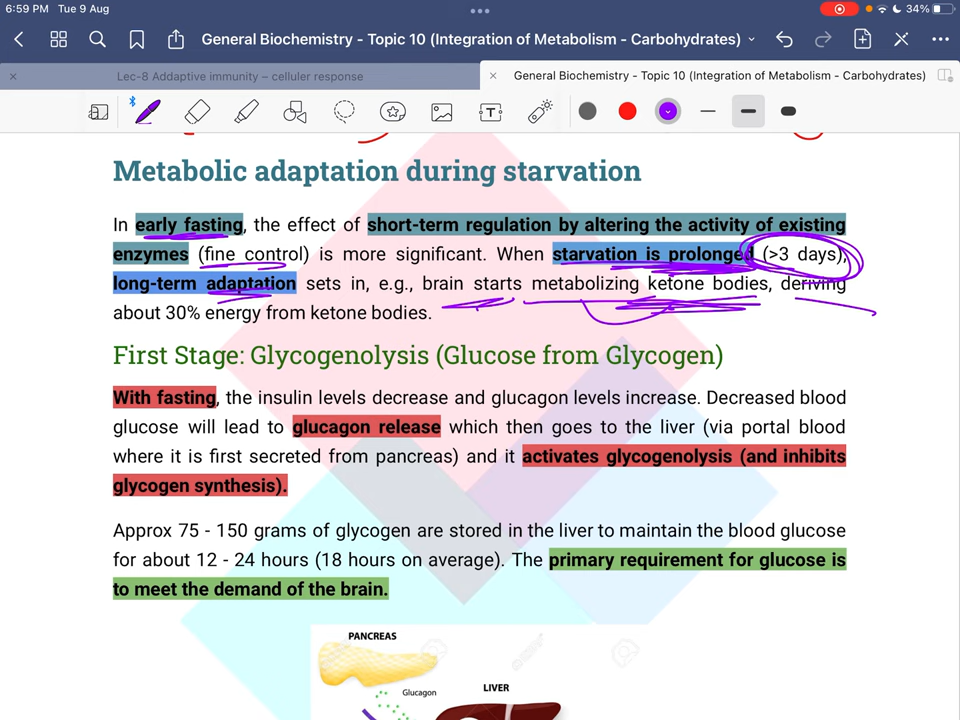 6:59 PM Tue 9 Aug
34%
General Biochemistry - Topic 10 (Integration of Metabolism - Carbohydrates)
Lec-8 Addaptive immunity – celluler response
General Biochemistry - Topic 10 (Integration of Metabolism - Carbohydrates)
Metabolic adaptation during starvation
In early fasting, the effect of short-term regulation by altering the activity of existing
enzymes (fine control) is more significant. When starvation is prolonged (>3 days),
long-term adaptation sets in, e.g., brain starts metabolizing ketone bodies, deriving
about 30% energy from ketone bodies.
First Stage: Glycogenolysis (Glucose from Glycogen)
With fasting, the insulin levels decrease and glucagon levels increase. Decreased blood
glucose will lead to glucagon release which then goes to the liver (via portal blood
where it is first secreted from pancreas) and it activates glycogenolysis (and inhibits
glycogen synthesis).
Approx 75 - 150 grams of glycogen are stored in the liver to maintain the blood glucose
for about 12 - 24 hours (18 hours on average). The primary requirement for glucose is
to meet the demand of the brain.
PANCREAS
Glucagon
LIVER